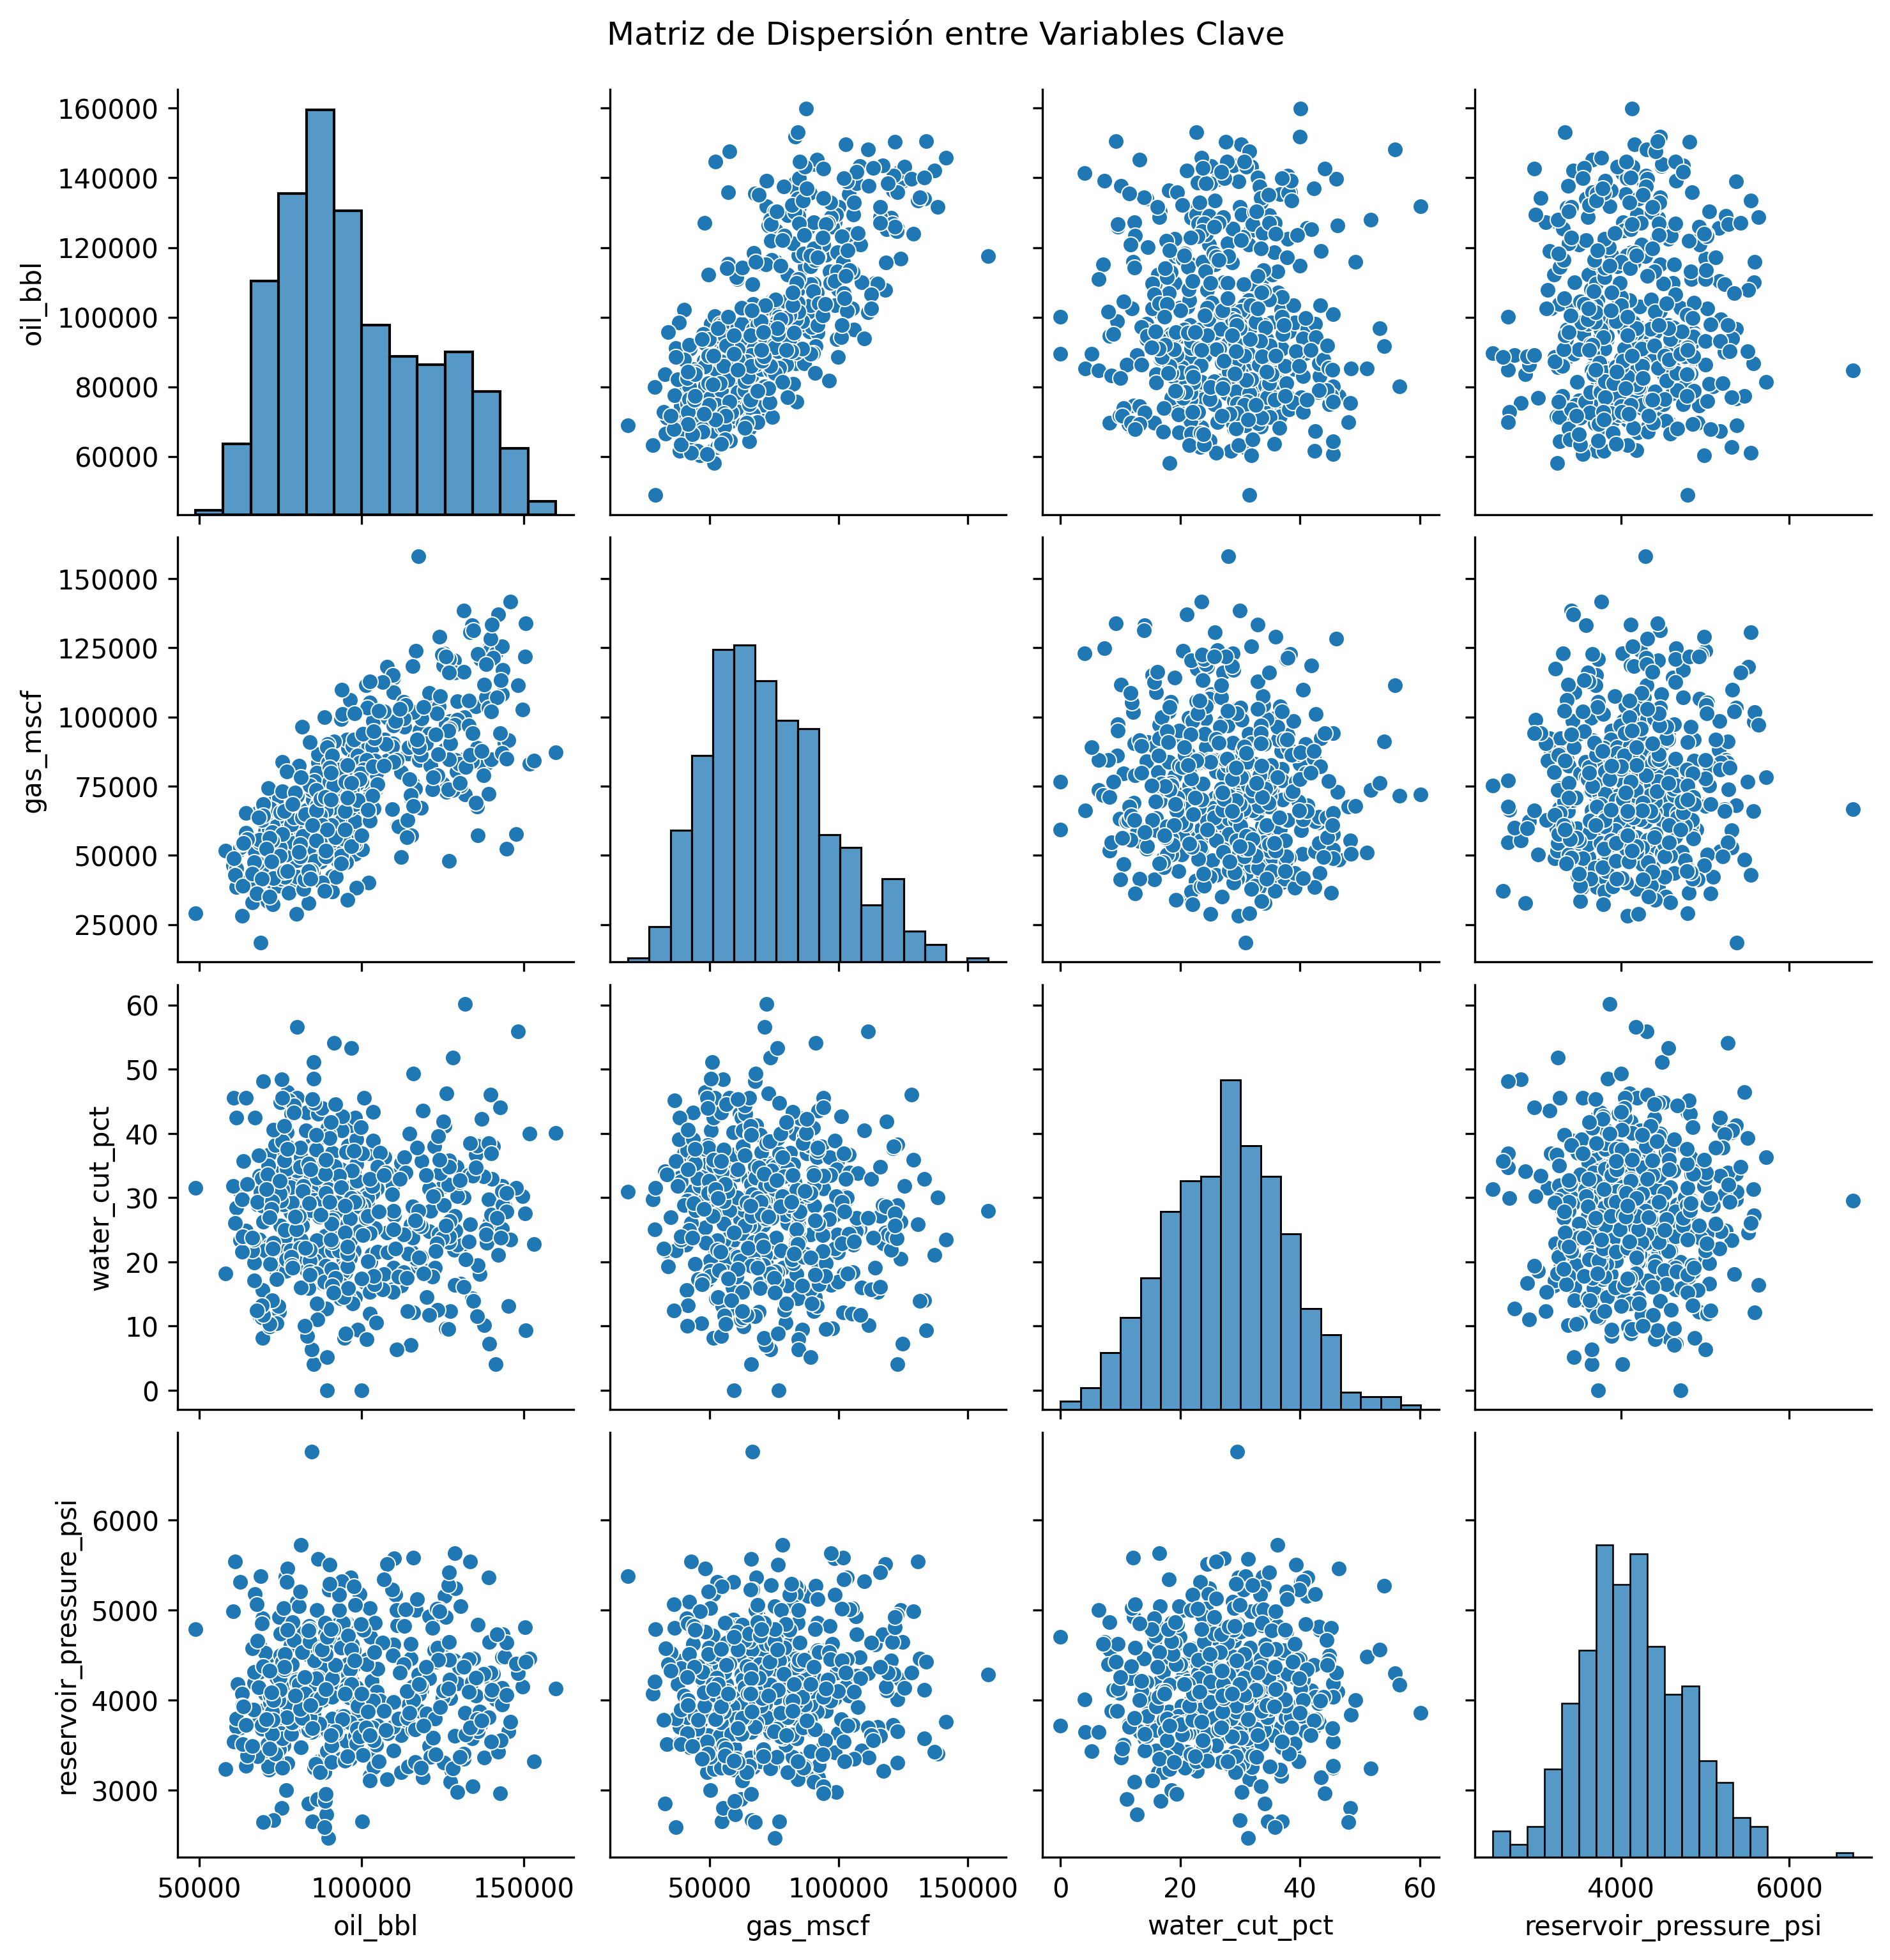 Matriz de Dispersión entre Variables Clave
160000
140000
120000
100000
80000
60000
oil_bbl
150000
125000
100000
75000
50000
25000
gas_mscf
60
50
40
30
20
10
0
water_cut_pct
6000
5000
4000
3000
reservoir_pressure_psi
50000 100000 150000
50000 100000 150000
0 20 40 60
4000 6000
oil_bbl
gas_mscf
water_cut_pct
reservoir_pressure_psi